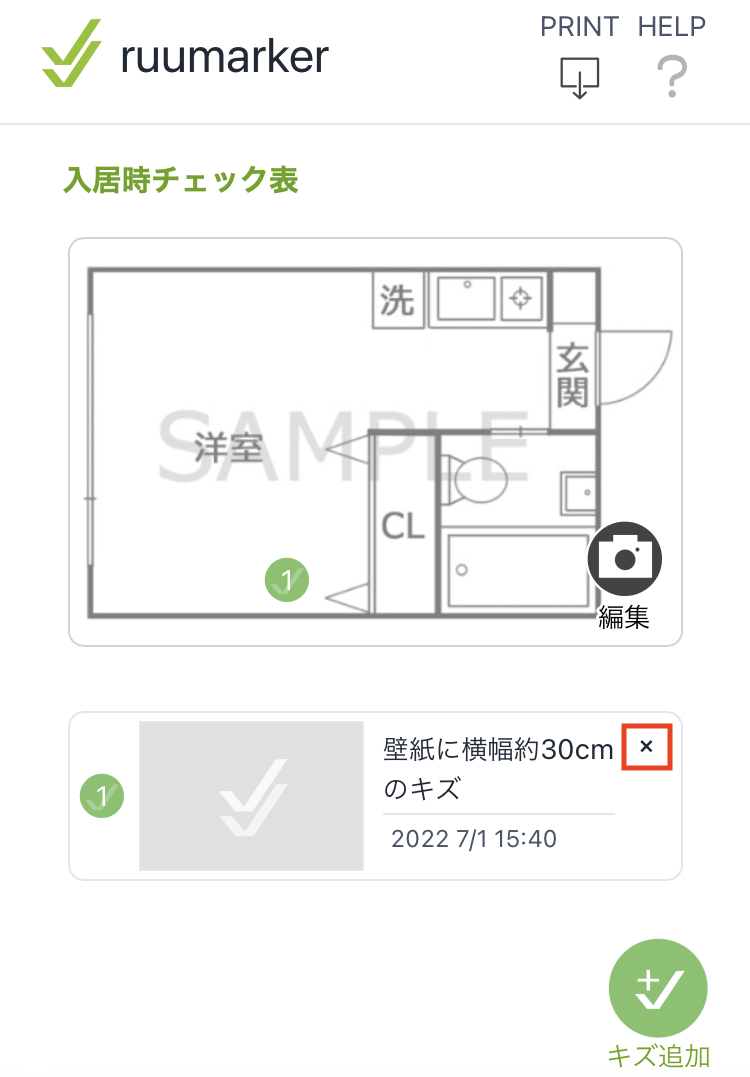 ruumarker
PRINT HELP
?
入居時チェック表
洗
玄関
SAMPLE
洋室
CL
1
編集
1
壁紙に横幅約30cm
のキズ
×
2022 7/1 15:40
キズ追加